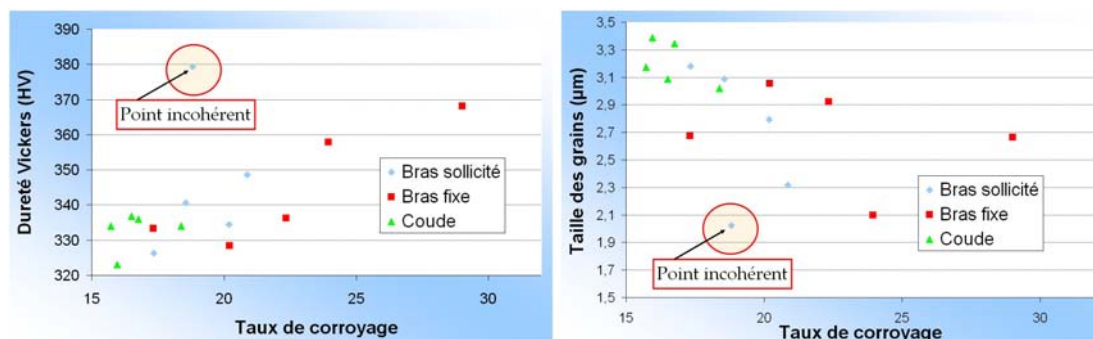 390
380
370
360
350
340
330
320
Dureté Vickers (HV)
Point incohérent
Bras sollicité
Bras fixe
Coude
15 20 25 30
Taux de corroyage
3,5
3,3
3,1
2,9
2,7
2,5
2,3
2,1
1,9
1,7
1,5
Taille des grains (µm)
Bras sollicité
Bras fixe
Coude
Point incohérent
15 20 25 30
Taux de corroyage